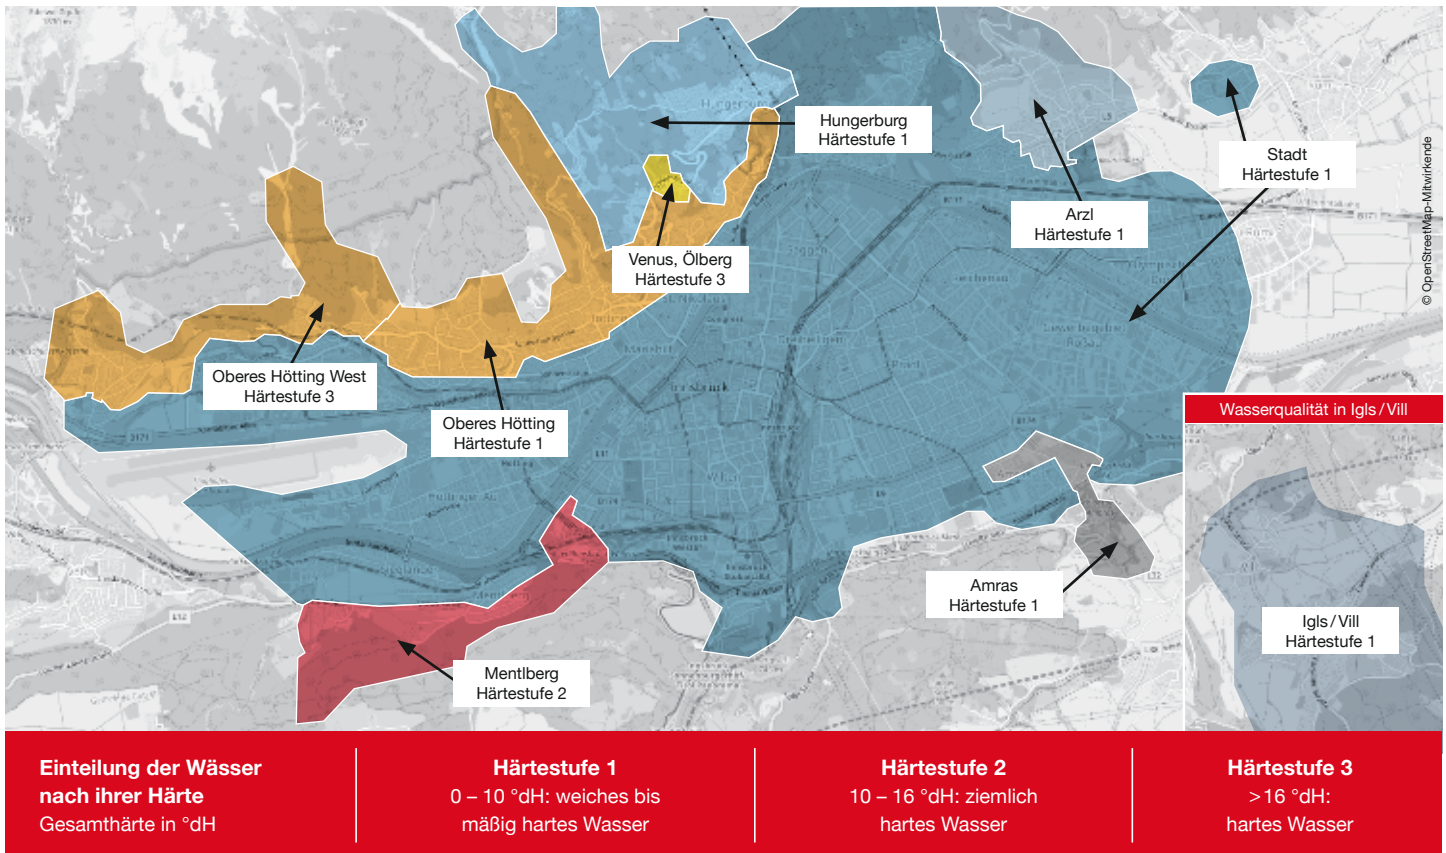 Hungerburg
Härtestufe 1
Stadt
Härtestufe 1
Arzl
Härtestufe 1
Venus, Ölberg
Härtestufe 3
© OpenStreetMap-Mitwirkende
Oberes Hötting West
Härtestufe 3
Oberes Hötting
Härtestufe 1
Wasserqualität in Igls / Vill
Amras
Härtestufe 1
Igls / Vill
Härtestufe 1
Mentlberg
Härtestufe 2
Einteilung der Wässer
nach ihrer Härte
Gesamthärte in °dH
Härtestufe 1
0 – 10 °dH: weiches bis
mäßig hartes Wasser
Härtestufe 2
10 – 16 °dH: ziemlich
hartes Wasser
Härtestufe 3
>16 °dH:
hartes Wasser